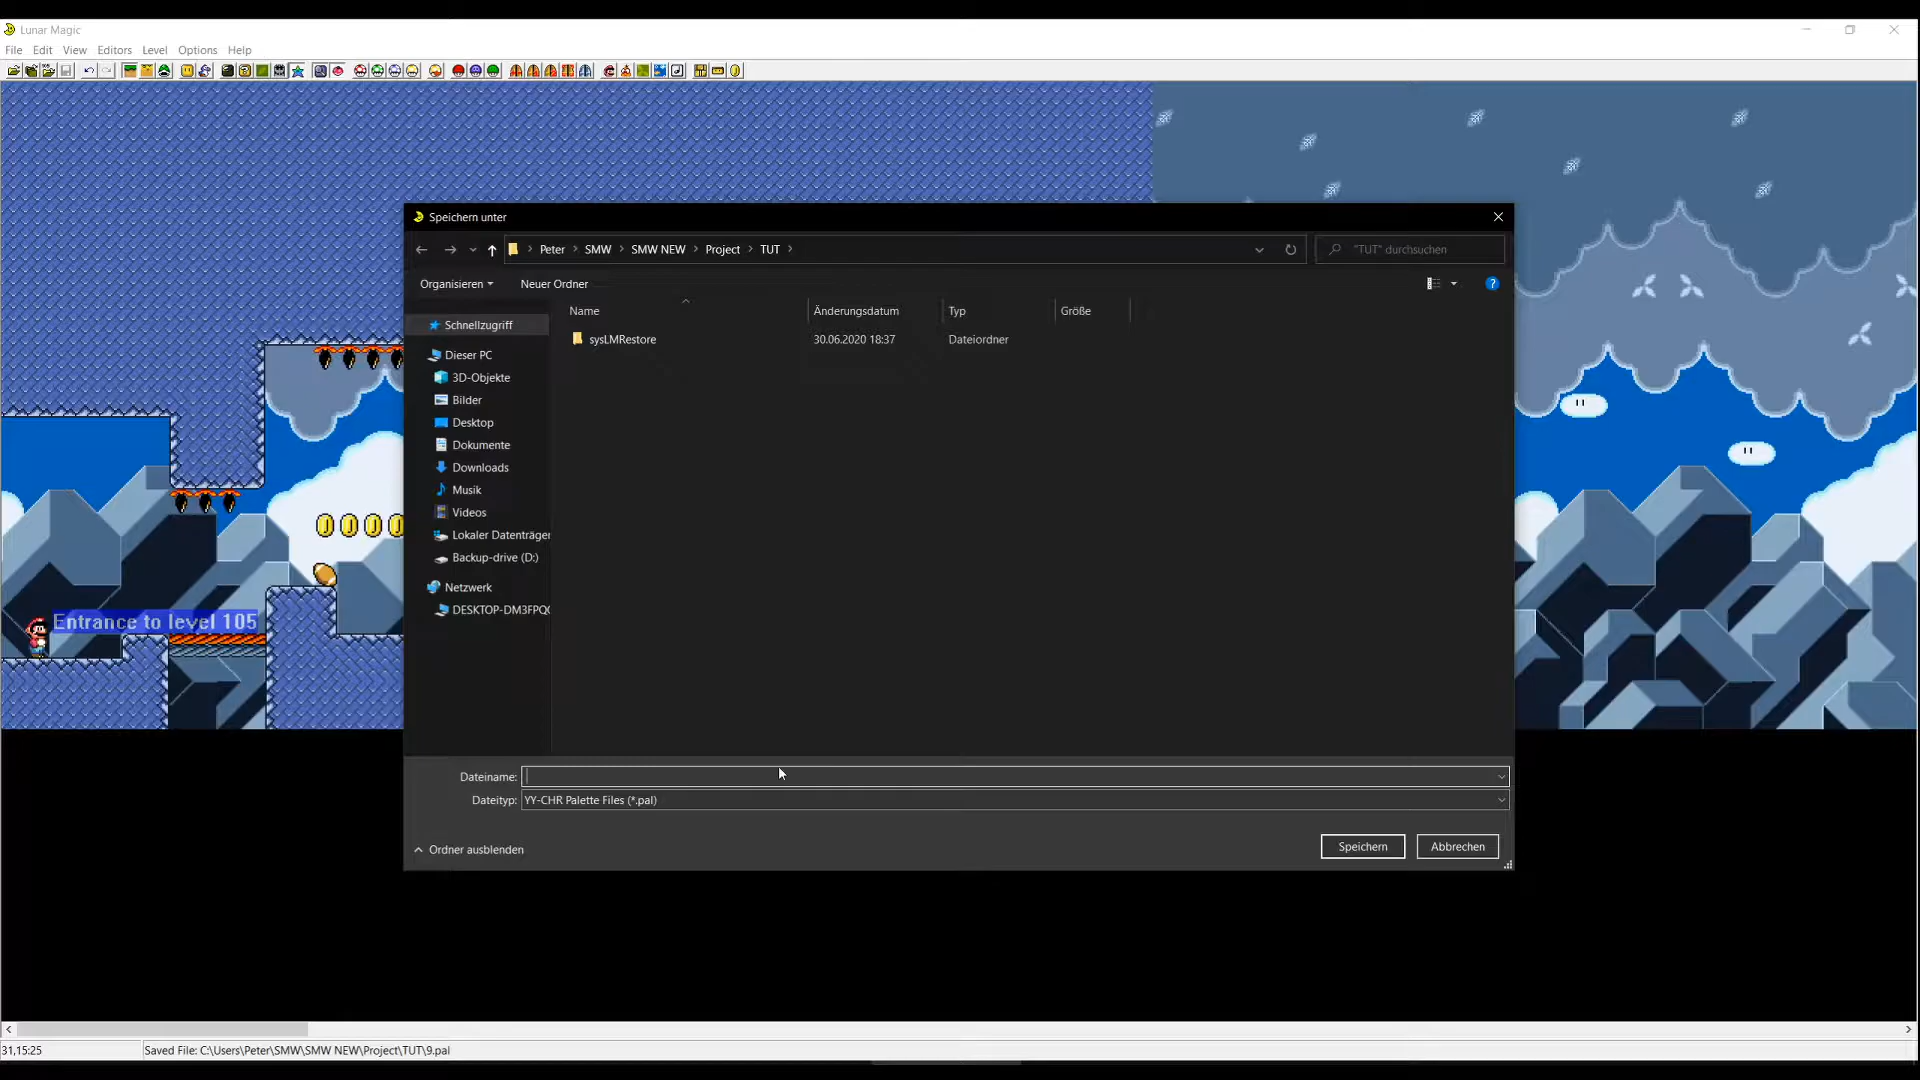 Lunar Magic
File Edit View Editors Level Options Help
Speichern unter
Peter SMW SMW NEW Project TUT
"TUT" durchsuchen
Organisieren Neuer Ordner
Name Änderungsdatum Typ Größe
sysLMRestore 30.06.2020 18:37 Dateiordner
Schnellzugriff
Dieser PC
3D-Objekte
Bilder
Desktop
Dokumente
Downloads
Musik
Videos
Lokaler Datenträger
Backup-drive (D:)
Netzwerk
DESKTOP-DM3FPQ
Entrance to level 105
Dateiname:
Dateityp: YY-CHR Palette Files (*.pal)
Ordner ausblenden
Speichern Abbrechen
31,15:25 Saved File: C:\Users\Peter\SMW\SMW NEW\Project\TUT\9.pal